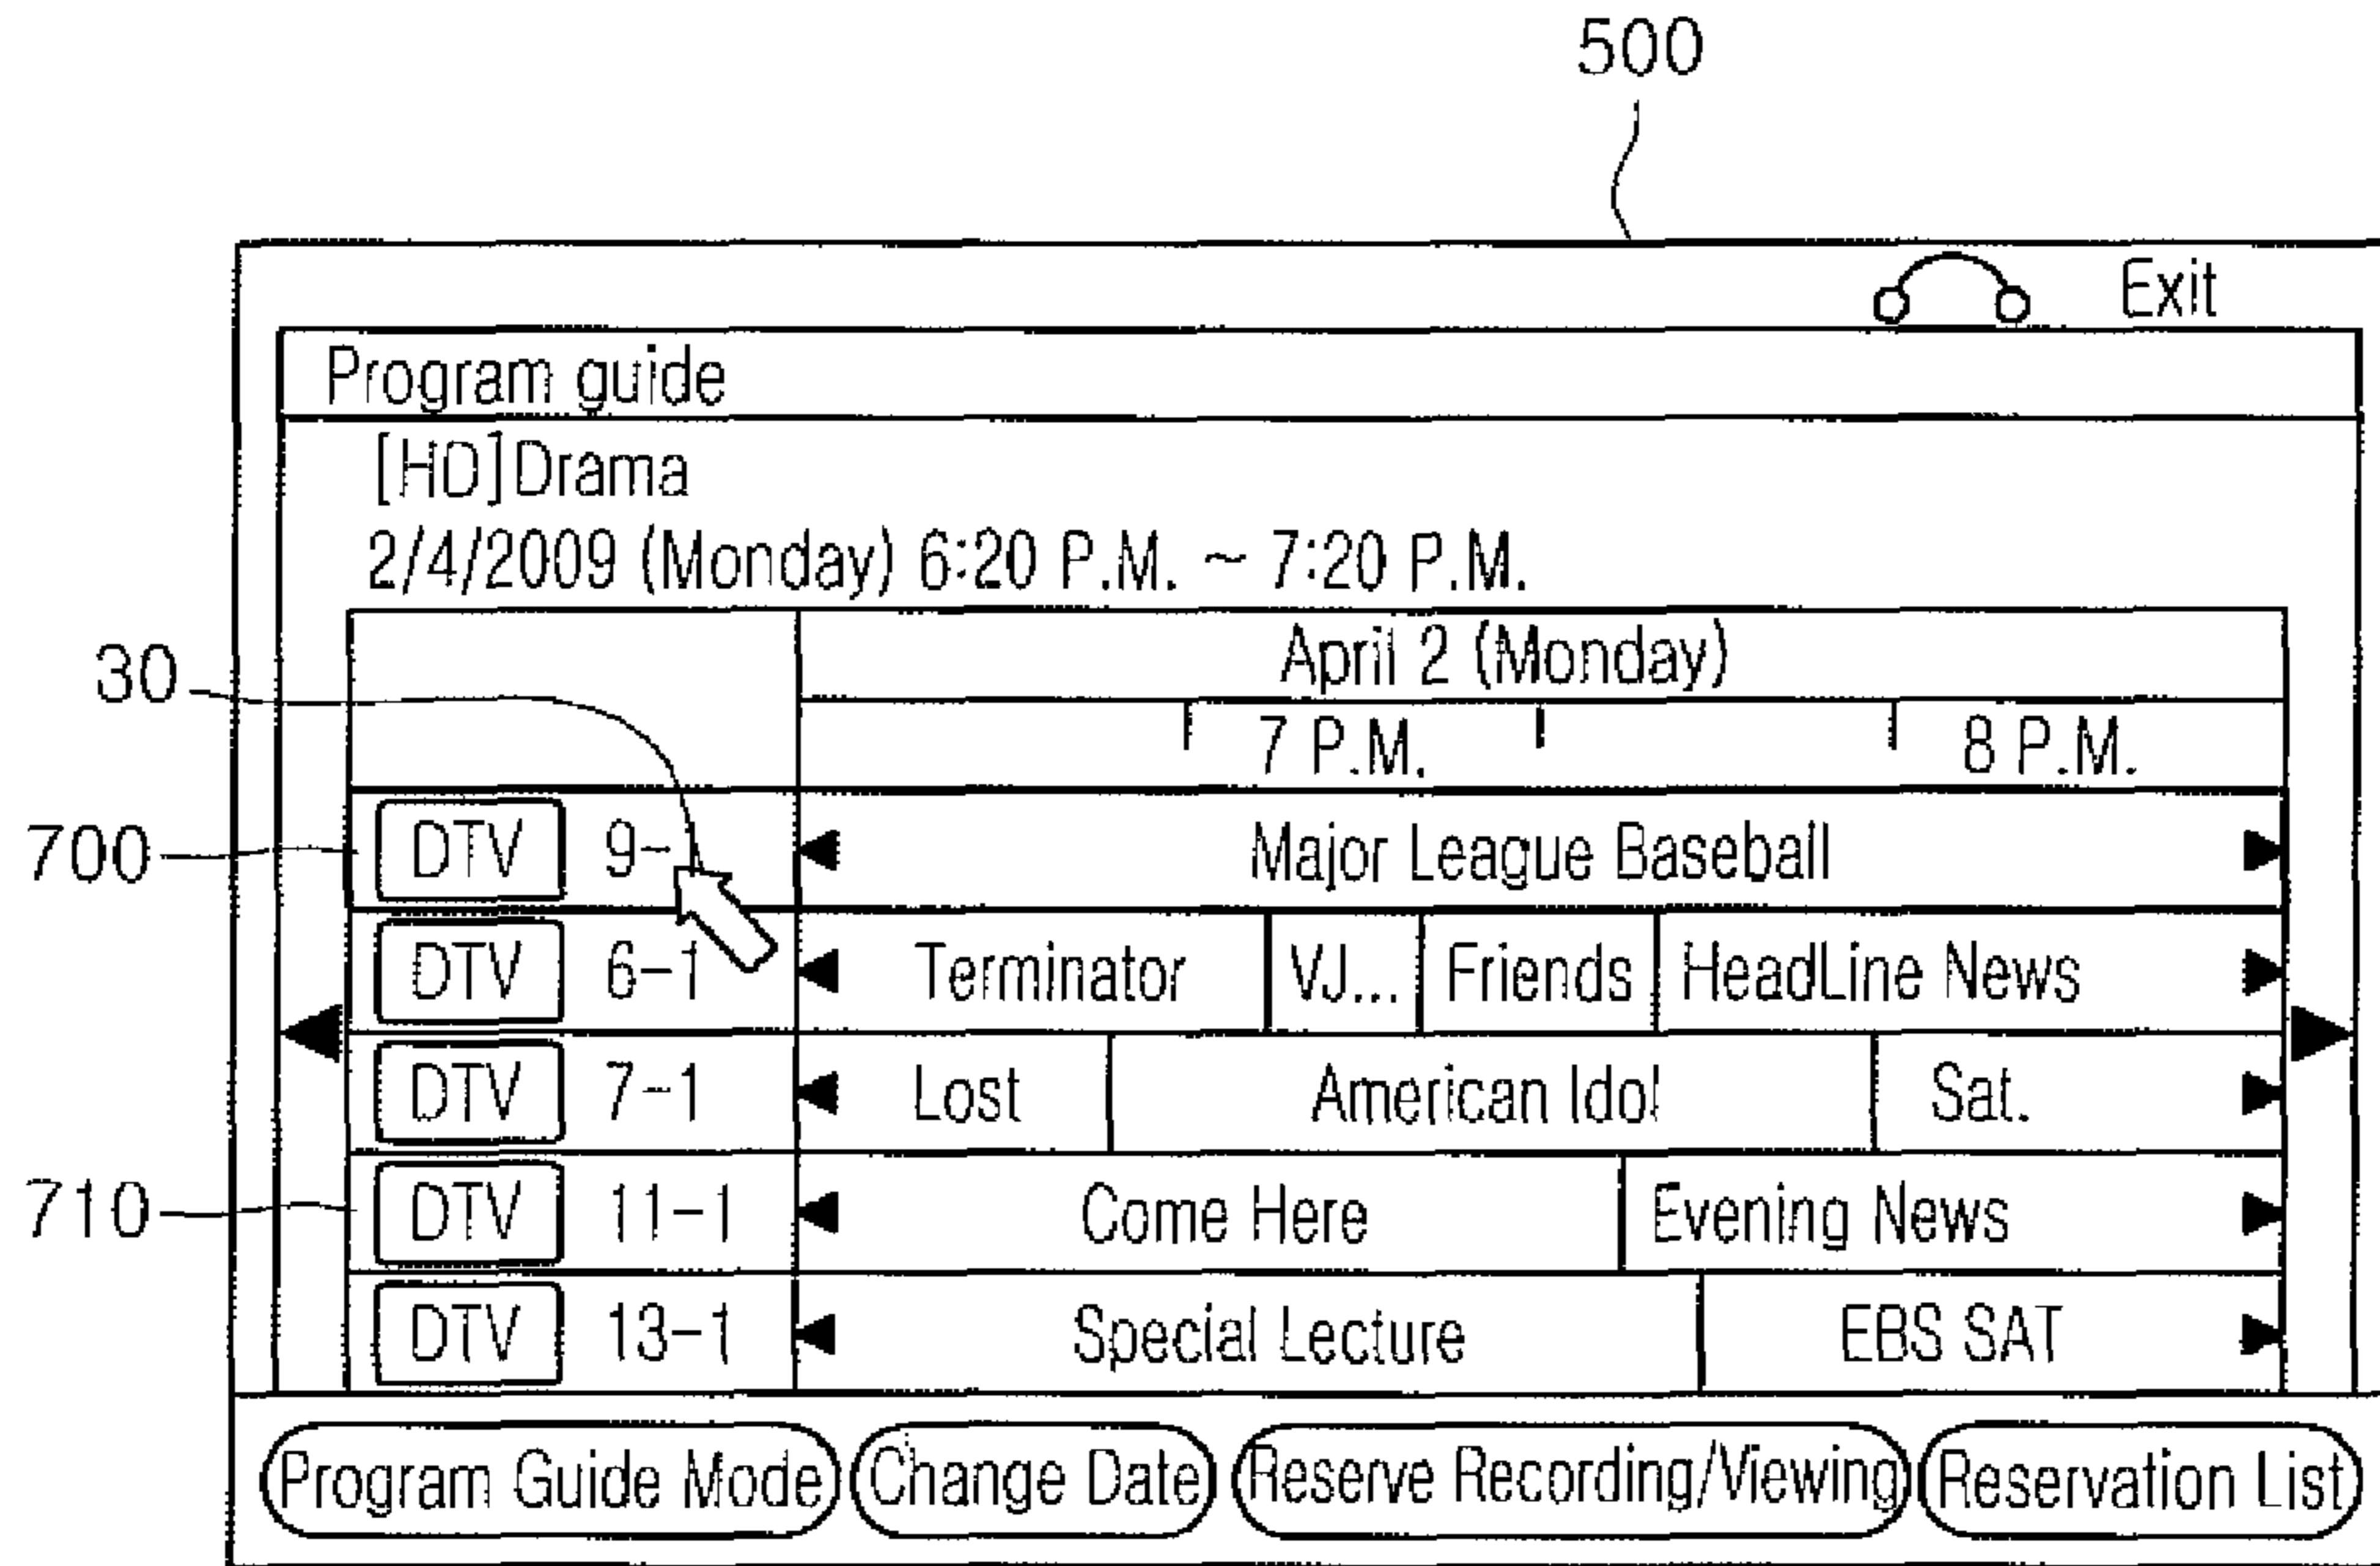 500
Exit
Program guide
[HD]Drama
2/4/2009 (Monday) 6:20 P.M. ~ 7:20 P.M.
30
April 2 (Monday)
7 P.M. 8 P.M.
700 DTV 9- Major League Baseball
DTV 6-1 Terminator VJ... Friends HeadLine News
DTV 7-1 Lost American Idol Sat.
710 DTV 11-1 Come Here Evening News
DTV 13-1 Special Lecture EBS SAT
Program Guide Mode Change Date Reserve Recording/Viewing Reservation List